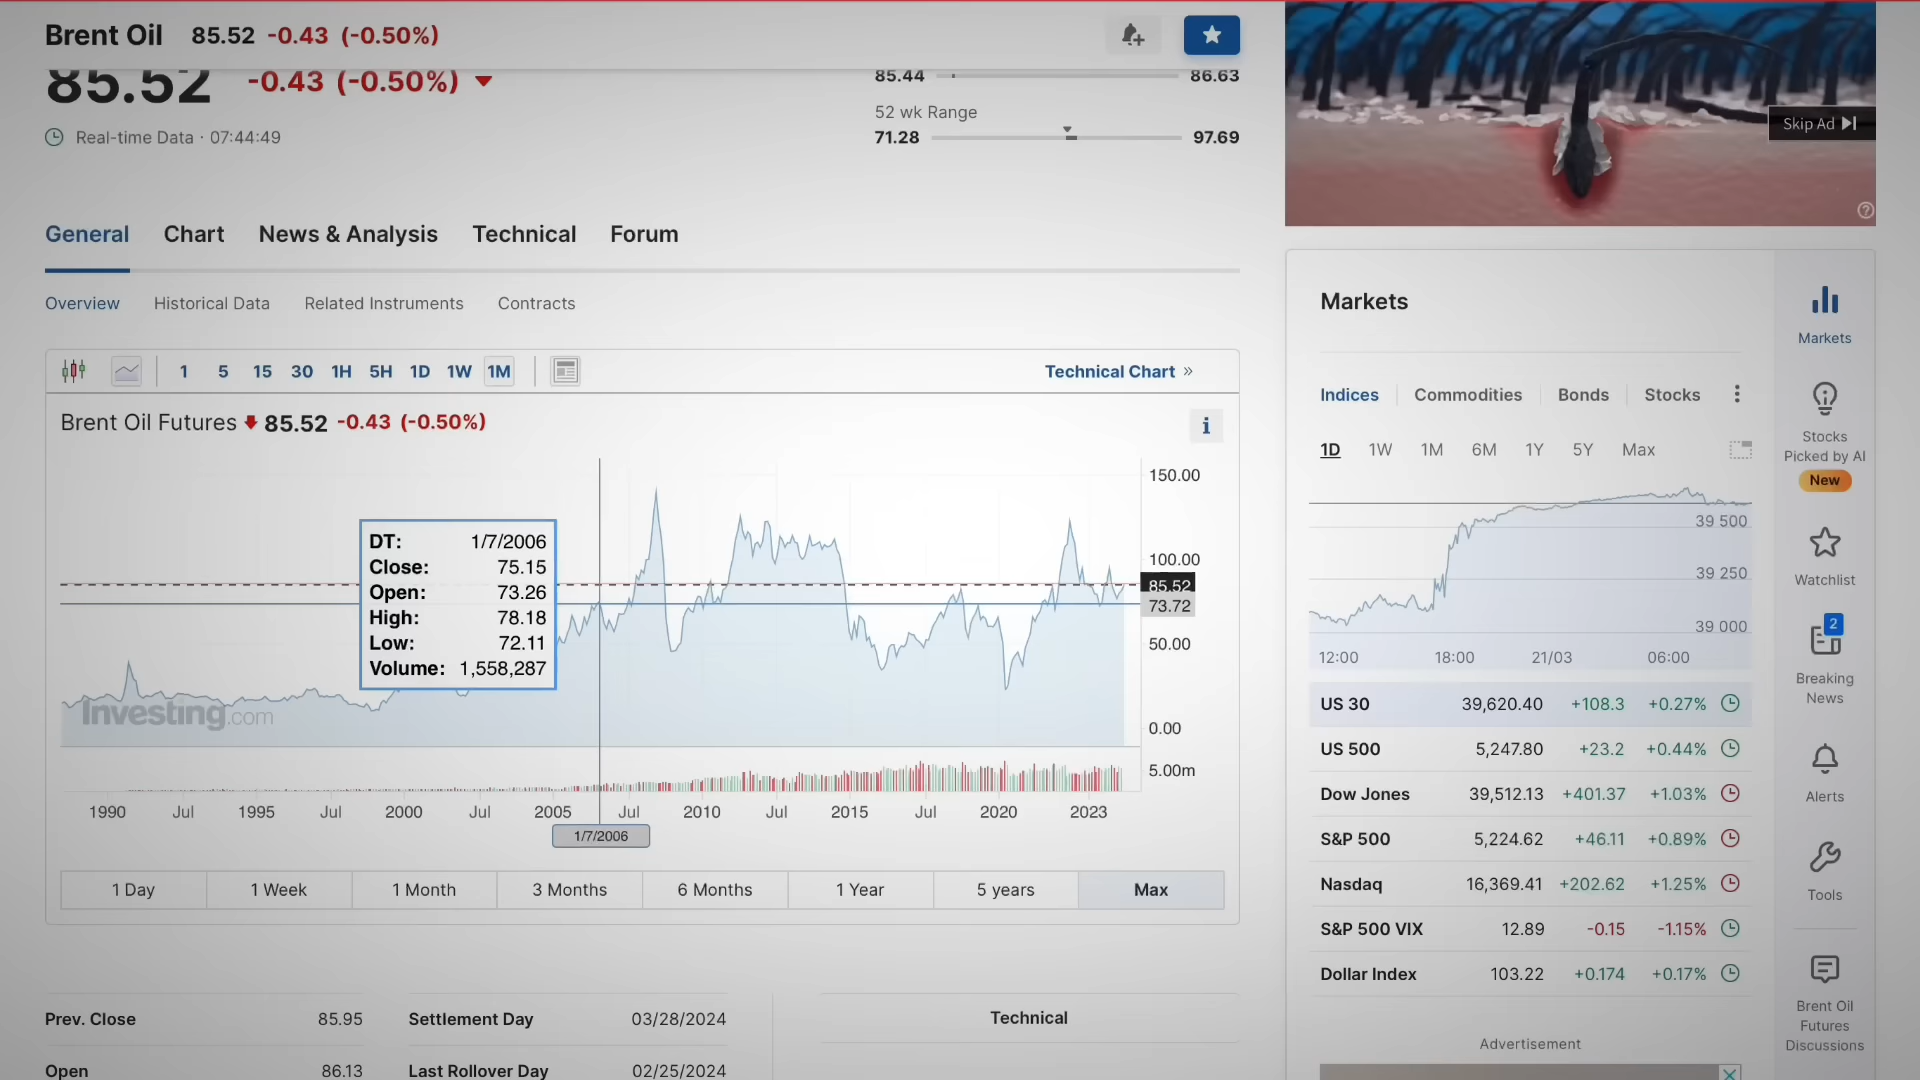 Brent Oil 85.52 -0.43 (-0.50%)
85.52 -0.43 (-0.50%)
85.44 86.63
52 wk Range
71.28 97.69
Real-time Data · 07:44:49
Skip Ad
General Chart News & Analysis Technical Forum
Overview Historical Data Related Instruments Contracts
1 5 15 30 1H 5H 1D 1W 1M Technical Chart »
Brent Oil Futures 85.52 -0.43 (-0.50%)
150.00
100.00
85.52
73.72
50.00
0.00
5.00m
DT: 1/7/2006
Close: 75.15
Open: 73.26
High: 78.18
Low: 72.11
Volume: 1,558,287
Investing.com
1990 Jul 1995 Jul 2000 Jul 2005 Jul 2010 Jul 2015 Jul 2020 2023
1/7/2006
1 Day 1 Week 1 Month 3 Months 6 Months 1 Year 5 years Max
Prev. Close 85.95
Open 86.13
Settlement Day 03/28/2024
Last Rollover Day 02/25/2024
Technical
Markets
Indices Commodities Bonds Stocks
1D 1W 1M 6M 1Y 5Y Max
39 500
39 250
39 000
12:00 18:00 21/03 06:00
US 30 39,620.40 +108.3 +0.27%
US 500 5,247.80 +23.2 +0.44%
Dow Jones 39,512.13 +401.37 +1.03%
S&P 500 5,224.62 +46.11 +0.89%
Nasdaq 16,369.41 +202.62 +1.25%
S&P 500 VIX 12.89 -0.15 -1.15%
Dollar Index 103.22 +0.174 +0.17%
Advertisement
Markets
Stocks
Picked by AI
New
Watchlist
2
Breaking
News
Alerts
Tools
Brent Oil
Futures
Discussions